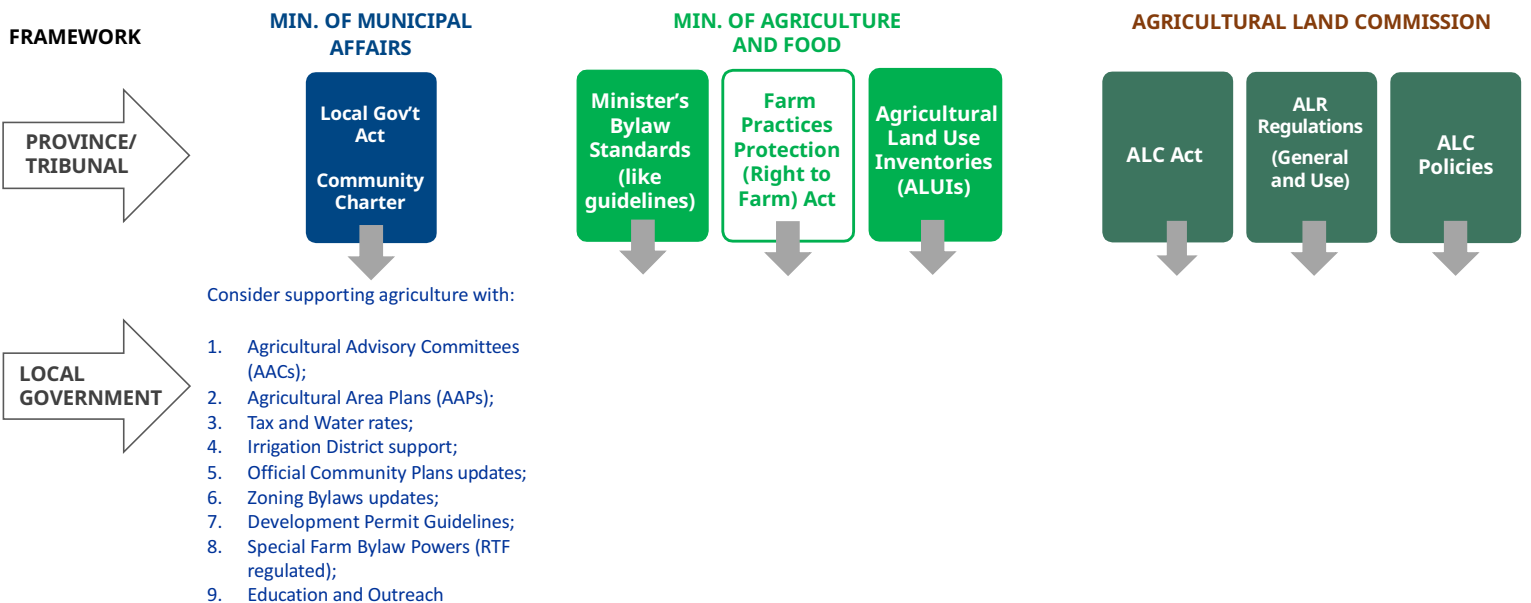 FRAMEWORK
MIN. OF MUNICIPAL
AFFAIRS
MIN. OF AGRICULTURE
AND FOOD
AGRICULTURAL LAND COMMISSION
PROVINCE/
TRIBUNAL
Local Gov’t
Act
Community
Charter
Minister’s
Bylaw
Standards
(like
guidelines)
Farm
Practices
Protection
(Right to
Farm) Act
Agricultural
Land Use
Inventories
(ALUIs)
ALC Act
ALR
Regulations
(General
and Use)
ALC
Policies
LOCAL
GOVERNMENT
Consider supporting agriculture with:
1. Agricultural Advisory Committees
(AACs);
2. Agricultural Area Plans (AAPs);
3. Tax and Water rates;
4. Irrigation District support;
5. Official Community Plans updates;
6. Zoning Bylaws updates;
7. Development Permit Guidelines;
8. Special Farm Bylaw Powers (RTF
regulated);
9. Education and Outreach